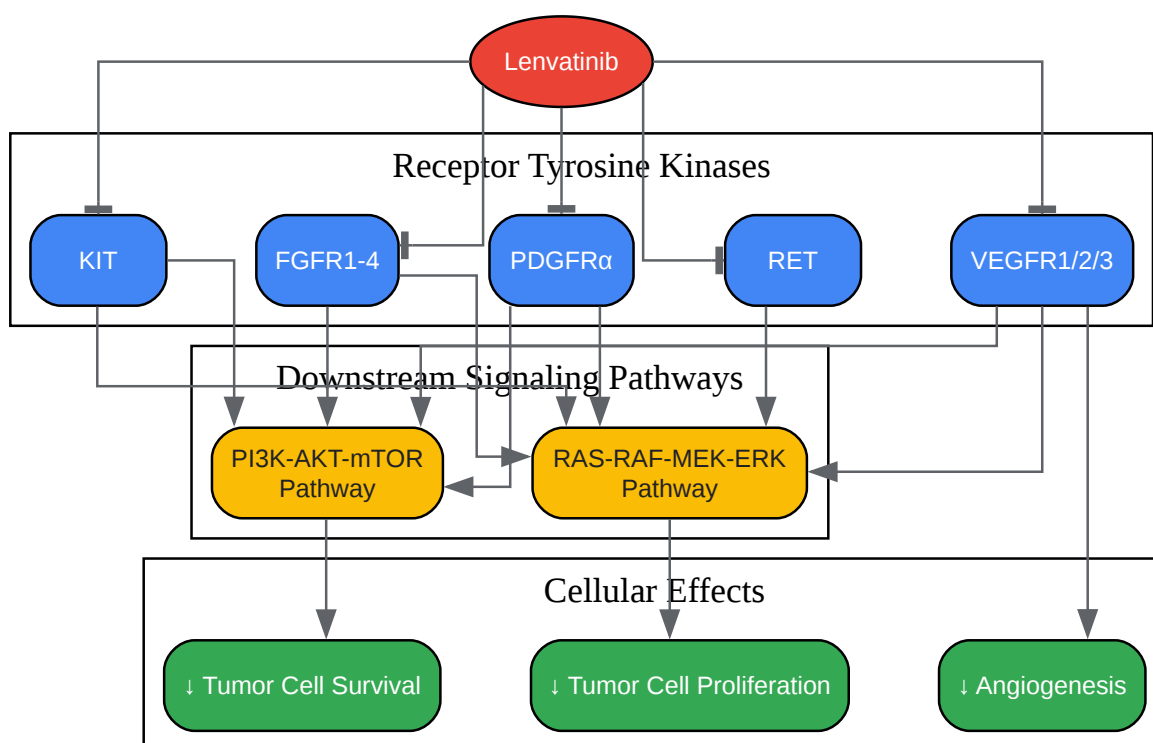 Lenvatinib
Receptor Tyrosine Kinases
KIT
FGFR1-4
PDGFRα
RET
VEGFR1/2/3
Downstream Signaling Pathways
PI3K-AKT-mTOR
Pathway
RAS-RAF-MEK-ERK
Pathway
Cellular Effects
↓ Tumor Cell Survival
↓ Tumor Cell Proliferation
↓ Angiogenesis